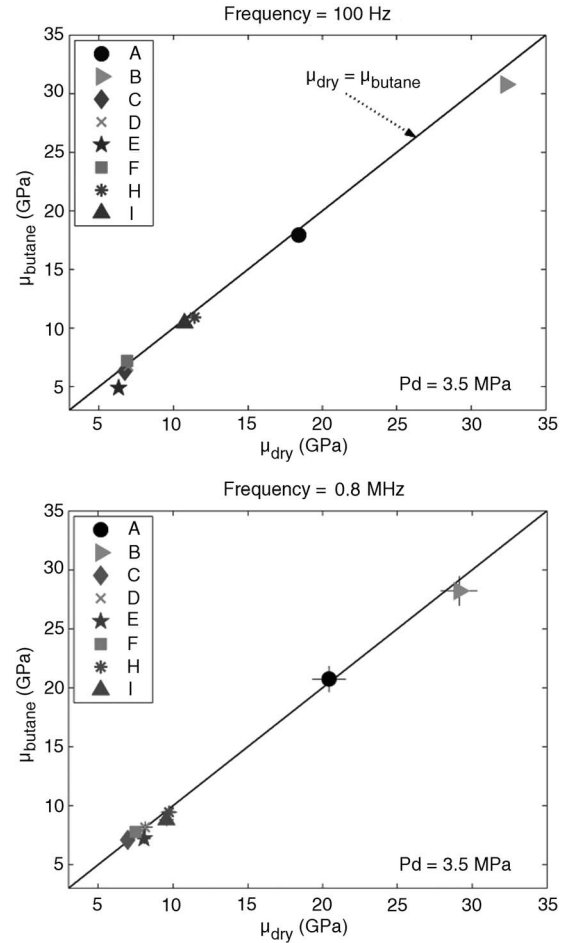 Frequency = 100 Hz
35
30
25
20
15
10
5
A
B
C
D
E
F
H
I
μdry = μbutane
μbutane (GPa)
Pd = 3.5 MPa
5
10
15
20
25
30
35
μdry (GPa)
Frequency = 0.8 MHz
35
30
25
20
15
10
5
A
B
C
D
E
F
H
I
μbutane (GPa)
Pd = 3.5 MPa
5
10
15
20
25
30
35
μdry (GPa)